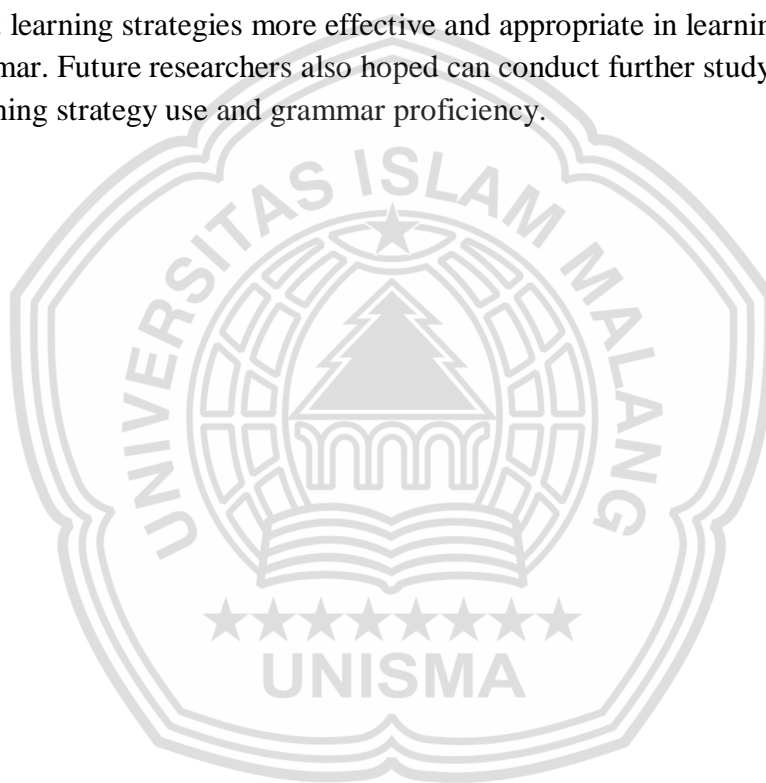 learning strategies more effective and appropriate in learnin
mar. Future researchers also hoped can conduct further study
ning strategy use and grammar proficiency.
UNIVERSITAS ISLAM MALANG
UNISMA